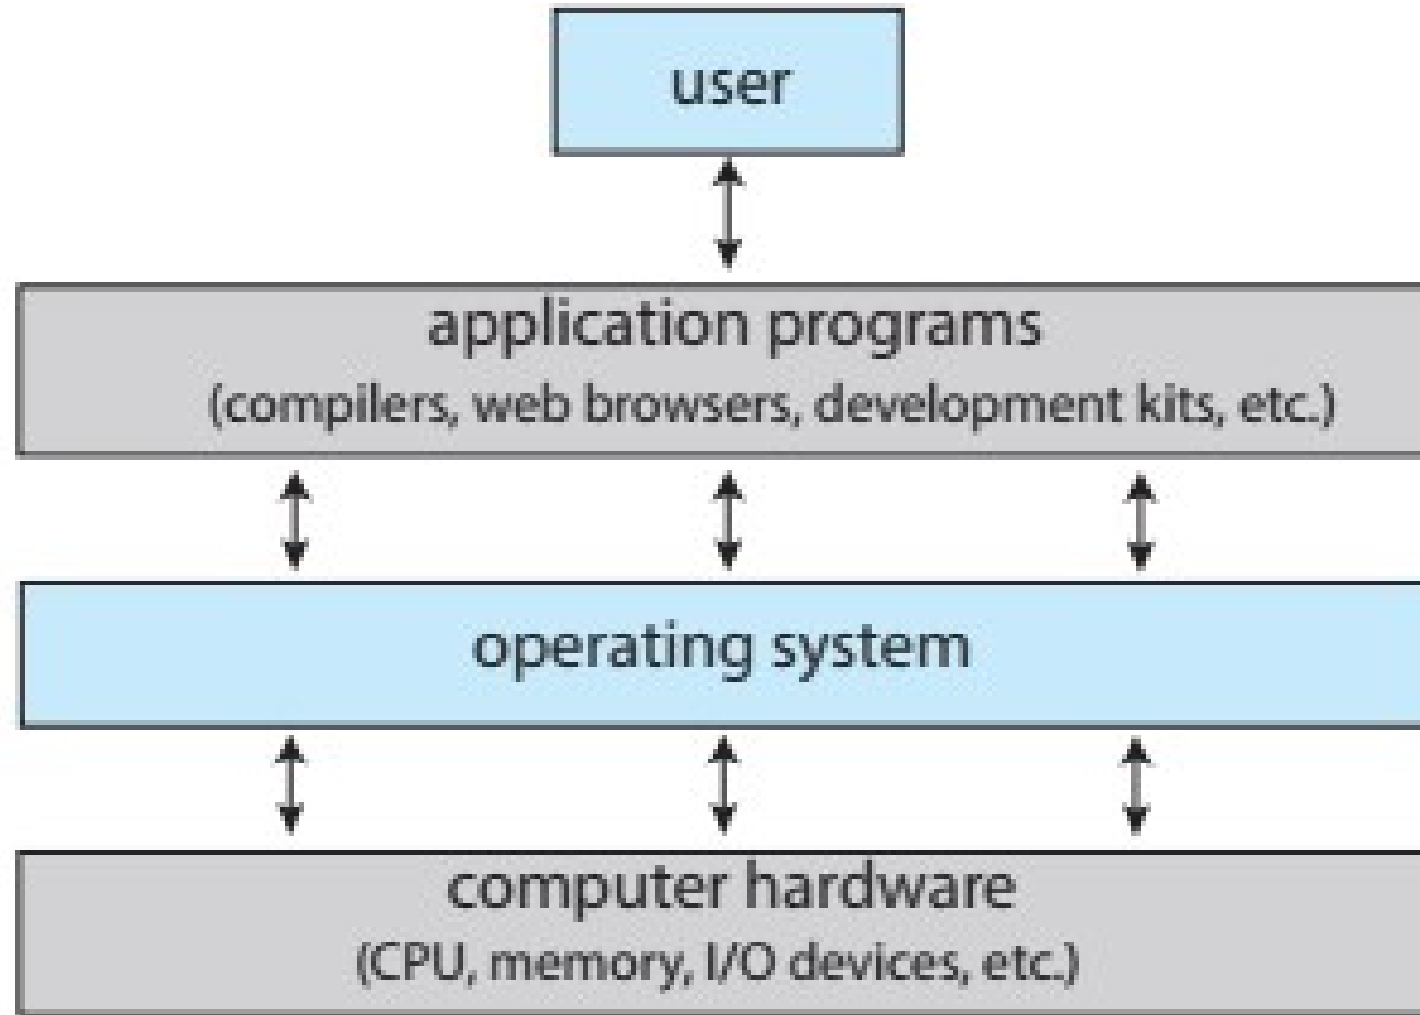 user
application programs
(compilers, web browsers, development kits, etc.)
operating system
computer hardware
(CPU, memory, I/O devices, etc.)